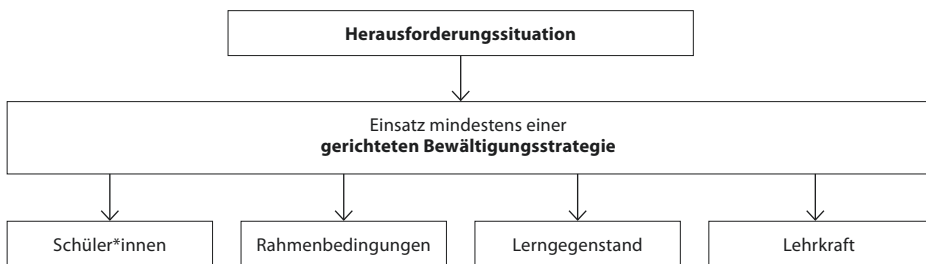 Herausforderungssituation
Einsatz mindestens einer
gerichteten Bewältigungsstrategie
Schüler*innen
Rahmenbedingungen
Lerngegenstand
Lehrkraft